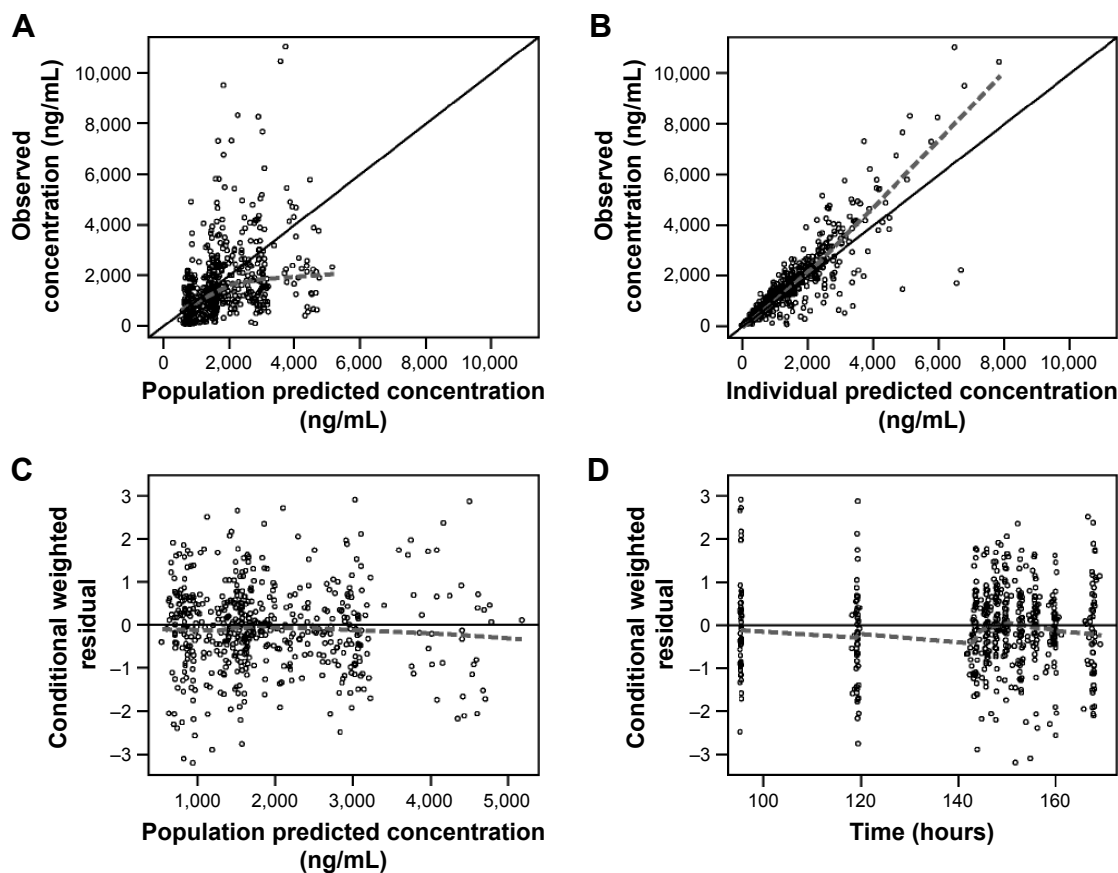 A
Observed
concentration (ng/mL)
10,000
8,000
6,000
4,000
2,000
0
0 2,000 4,000 6,000 8,000 10,000
Population predicted concentration
(ng/mL)
B
Observed
concentration (ng/mL)
10,000
8,000
6,000
4,000
2,000
0
0 2,000 4,000 6,000 8,000 10,000
Individual predicted concentration
(ng/mL)
C
Conditional weighted
residual
3
2
1
0
–1
–2
–3
1,000 2,000 3,000 4,000 5,000
Population predicted concentration
(ng/mL)
D
Conditional weighted
residual
3
2
1
0
–1
–2
–3
100 120 140 160
Time (hours)